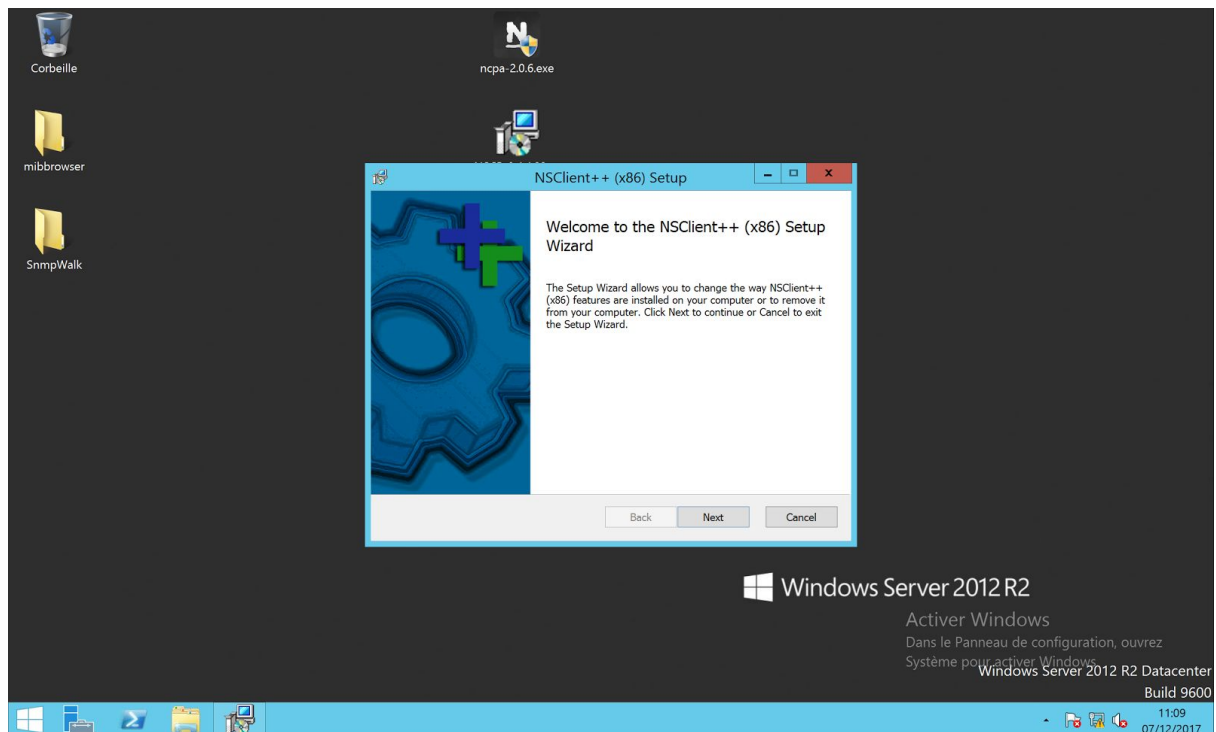 Corbeille
ncpa-2.0.6.exe
mibbrowser
SnmpWalk
NSClient++ (x86) Setup
Welcome to the NSClient++ (x86) Setup
Wizard
The Setup Wizard allows you to change the way NSClient++
(x86) features are installed on your computer or to remove it
from your computer. Click Next to continue or Cancel to exit
the Setup Wizard.
Back
Next
Cancel
Windows Server 2012 R2
Activer Windows
Dans le Panneau de configuration, ouvrez
Système pour activer Windows.
Windows Server 2012 R2 Datacenter
Build 9600
11:09
07/12/2017